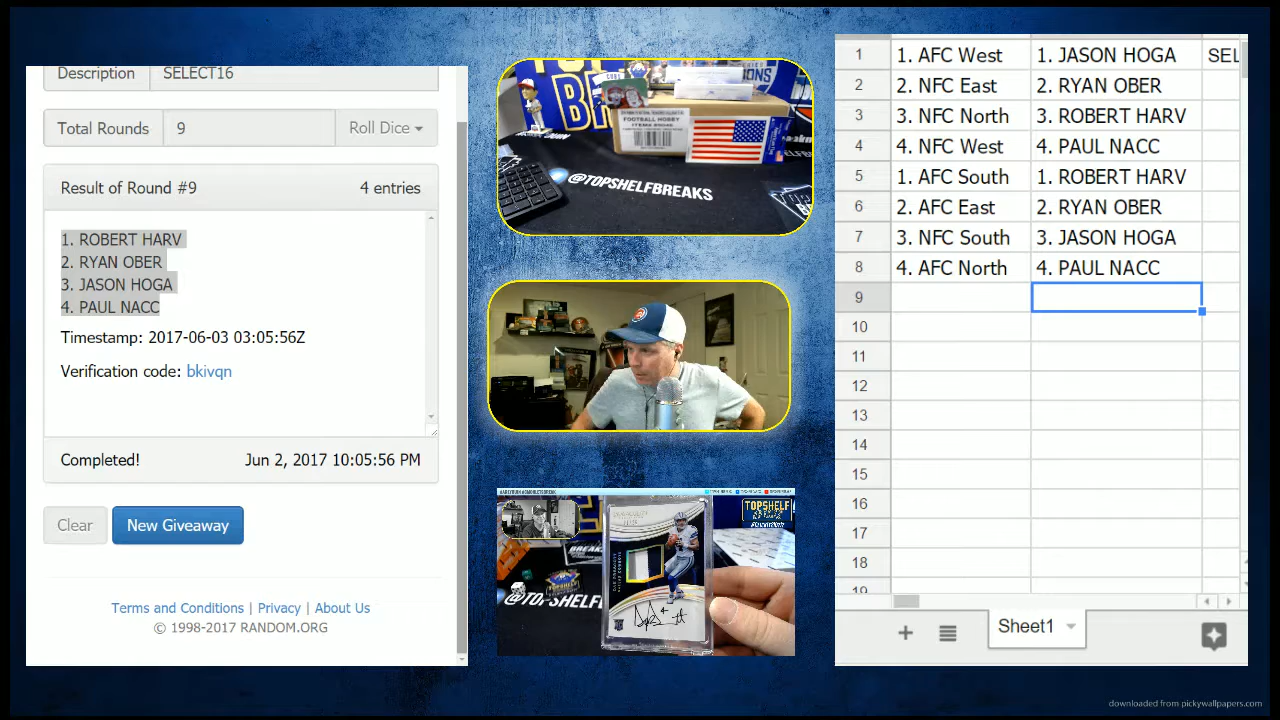 Description SELECT16
Total Rounds 9 Roll Dice
Result of Round #9 4 entries
1. ROBERT HARV
2. RYAN OBER
3. JASON HOGA
4. PAUL NACC
Timestamp: 2017-06-03 03:05:56Z
Verification code: bkivqn
Completed! Jun 2, 2017 10:05:56 PM
Clear New Giveaway
Terms and Conditions | Privacy | About Us
© 1998-2017 RANDOM.ORG
CUBS
FOOTBALL HOBBY
@TOPSHELFBREAKS
TOPSHELF
@TOPSHELF
1 1. AFC West 1. JASON HOGA SEL
2 2. NFC East 2. RYAN OBER
3 3. NFC North 3. ROBERT HARV
4 4. NFC West 4. PAUL NACC
5 1. AFC South 1. ROBERT HARV
6 2. AFC East 2. RYAN OBER
7 3. NFC South 3. JASON HOGA
8 4. AFC North 4. PAUL NACC
9
10
11
12
13
14
15
16
17
18
19
+ Sheet1
downloaded from pickywallpapers.com